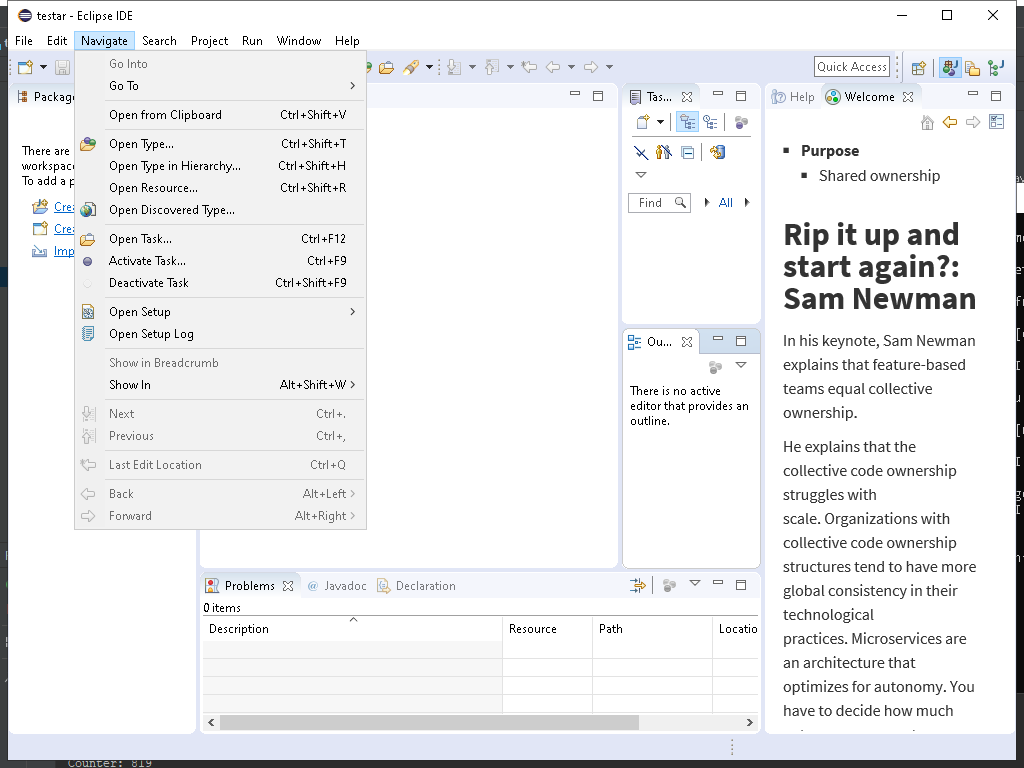 testar - Eclipse IDE
File Edit Navigate Search Project Run Window Help
Quick Access
Go Into
Go To
Open from Clipboard Ctrl+Shift+V
Open Type... Ctrl+Shift+T
Open Type in Hierarchy... Ctrl+Shift+H
Open Resource... Ctrl+Shift+R
Open Discovered Type...
Open Task... Ctrl+F12
Activate Task... Ctrl+F9
Deactivate Task Ctrl+Shift+F9
Open Setup
Open Setup Log
Show in Breadcrumb
Show In Alt+Shift+W
Next Ctrl+.
Previous Ctrl+,
Last Edit Location Ctrl+Q
Back Alt+Left
Forward Alt+Right
Packag
There are
workspac
To add a p
Crea
Crea
Imp
Tas...
Find All
Ou...
There is no active
editor that provides an
outline.
Help Welcome
▪ Purpose
▪ Shared ownership
Rip it up and
start again?:
Sam Newman
In his keynote, Sam Newman
explains that feature-based
teams equal collective
ownership.
He explains that the
collective code ownership
struggles with
scale. Organizations with
collective code ownership
structures tend to have more
global consistency in their
technological
practices. Microservices are
an architecture that
optimizes for autonomy. You
have to decide how much
Problems @ Javadoc Declaration
0 items
Description Resource Path Locatio
Counter: 819